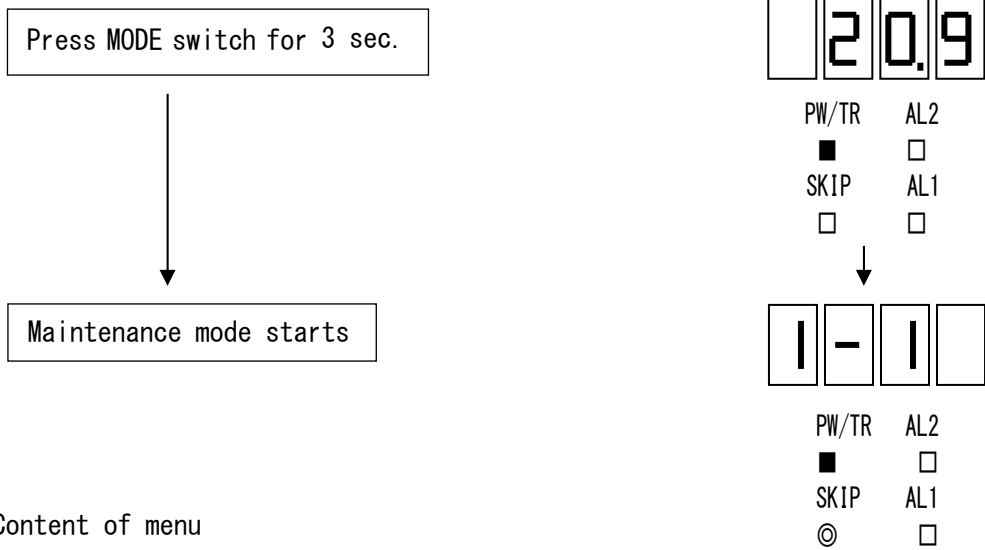 Press MODE switch for 3 sec.
20.9
PW/TR AL2
■ □
SKIP AL1
□ □
Maintenance mode starts
1-1
PW/TR AL2
■ □
SKIP AL1
◎ □
Content of menu